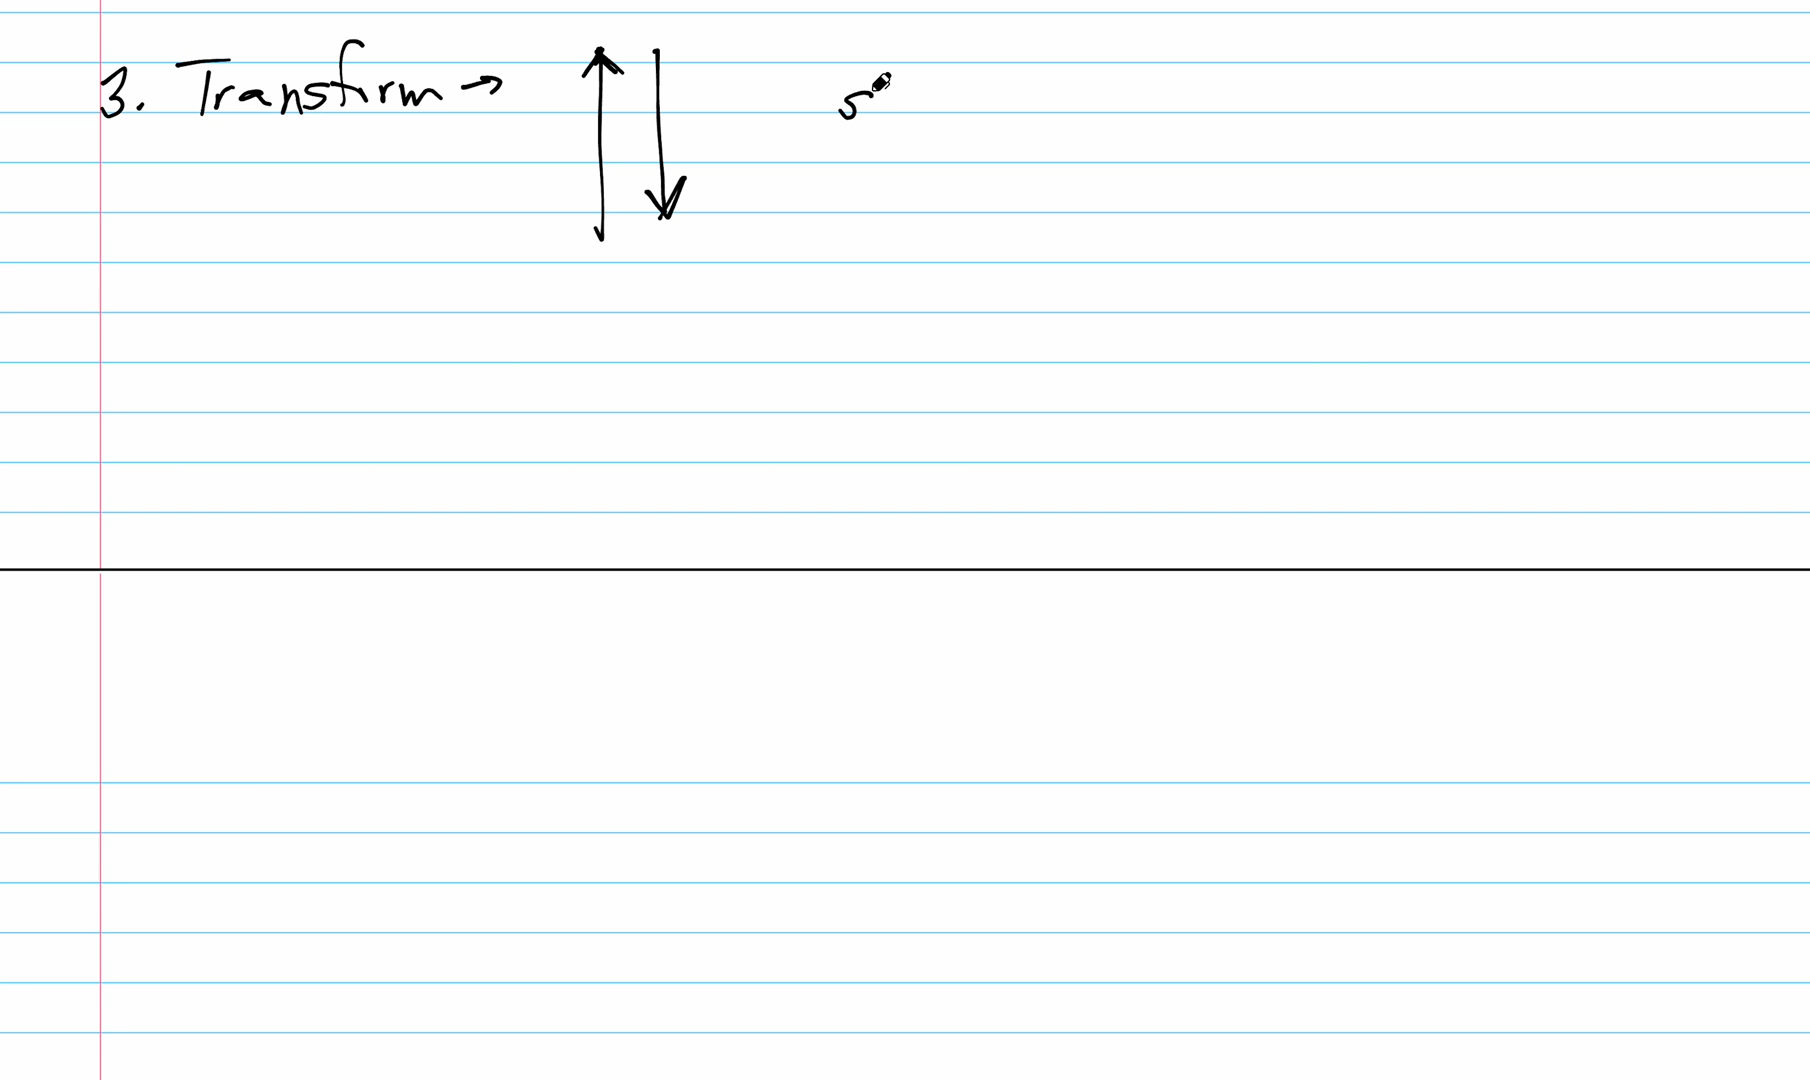 3. Transform → ↑ ↓ s